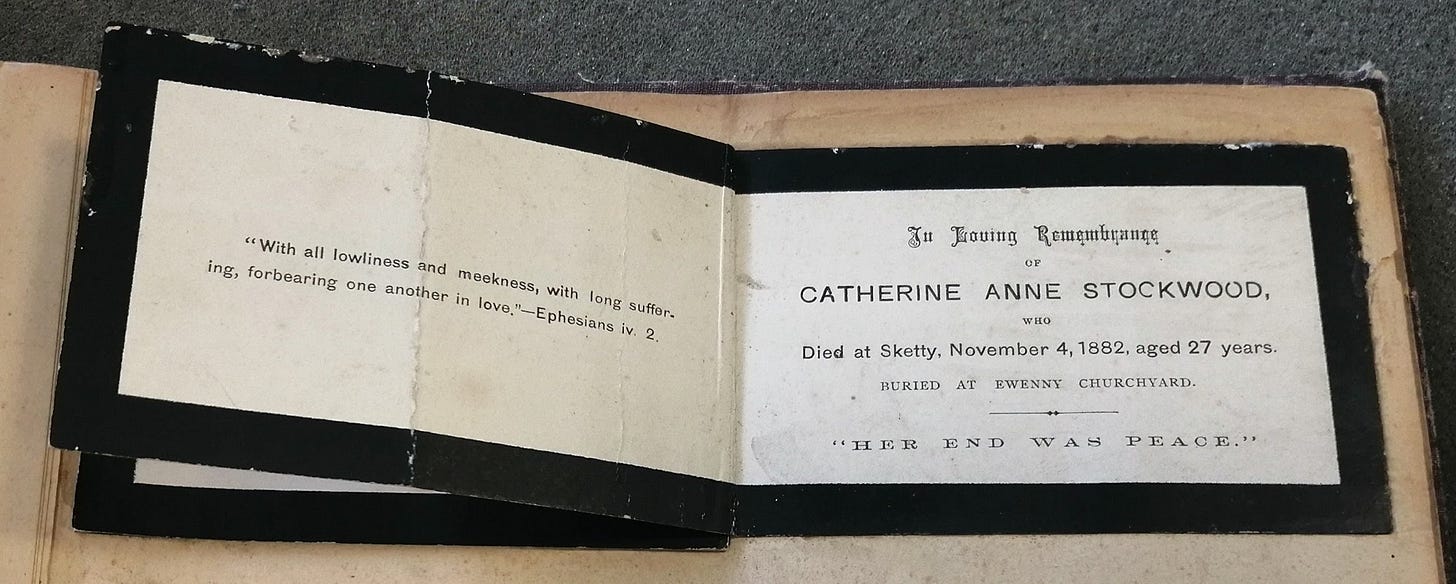 “With all lowliness and meekness, with long suffer-
ing, forbearing one another in love.”—Ephesians iv. 2.
In Loving Remembrance
OF
CATHERINE ANNE STOCKWOOD,
WHO
Died at Sketty, November 4, 1882, aged 27 years.
BURIED AT EWENNY CHURCHYARD.
“HER END WAS PEACE.”